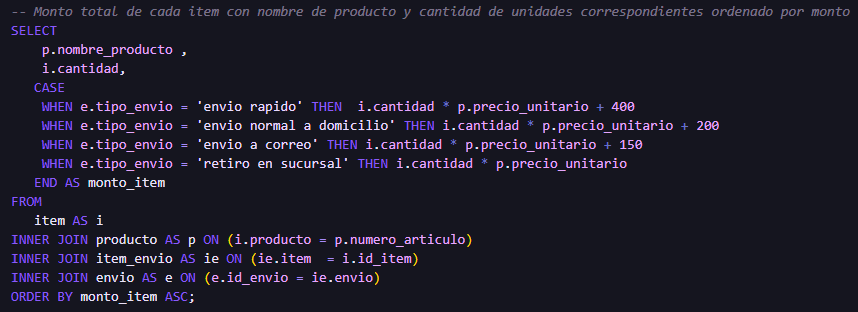 -- Monto total de cada item con nombre de producto y cantidad de unidades correspondientes ordenado por monto
SELECT
    p.nombre_producto ,
    i.cantidad,
   CASE
    WHEN e.tipo_envio = 'envio rapido' THEN  i.cantidad * p.precio_unitario + 400
    WHEN e.tipo_envio = 'envio normal a domicilio' THEN i.cantidad * p.precio_unitario + 200
    WHEN e.tipo_envio = 'envio a correo' THEN i.cantidad * p.precio_unitario + 150
    WHEN e.tipo_envio = 'retiro en sucursal' THEN i.cantidad * p.precio_unitario
   END AS monto_item
FROM
   item AS i
INNER JOIN producto AS p ON (i.producto = p.numero_articulo)
INNER JOIN item_envio AS ie ON (ie.item  = i.id_item)
INNER JOIN envio AS e ON (e.id_envio = ie.envio)
ORDER BY monto_item ASC;